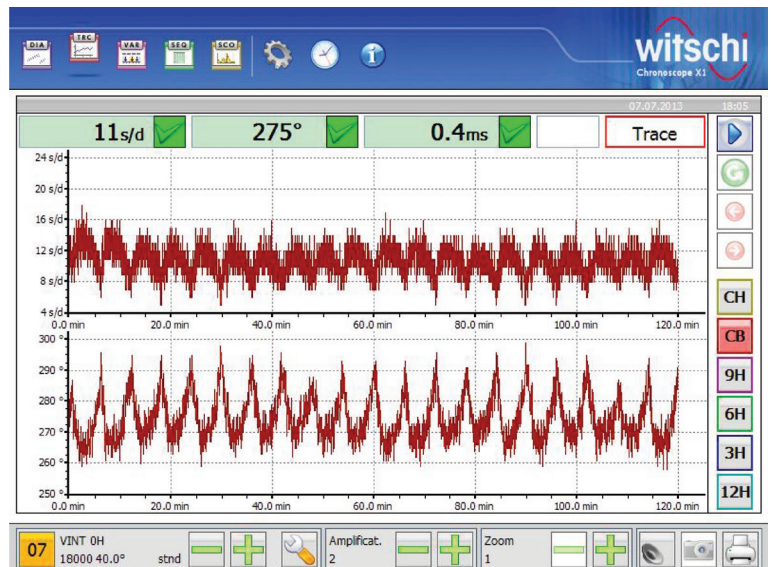 DIA TRC VAR SEQ SCO
witschi
Chronoscope X1
07.07.2013 18:05
11 s/d 275° 0.4ms Trace
24 s/d
20 s/d
16 s/d
12 s/d
8 s/d
4 s/d
0.0 min 20.0 min 40.0 min 60.0 min 80.0 min 100.0 min 120.0 min
300 °
290 °
280 °
270 °
260 °
250 °
0.0 min 20.0 min 40.0 min 60.0 min 80.0 min 100.0 min 120.0 min
G
CH
CB
9H
6H
3H
12H
07 VINT 0H
18000 40.0° stnd
Amplificat.
2
Zoom
1